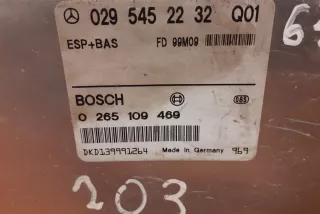 029 545 22 32 Q01
ESP+BAS FD 99M09
BOSCH
0 265 109 469
DKD139991264 Made in Germany 969
203